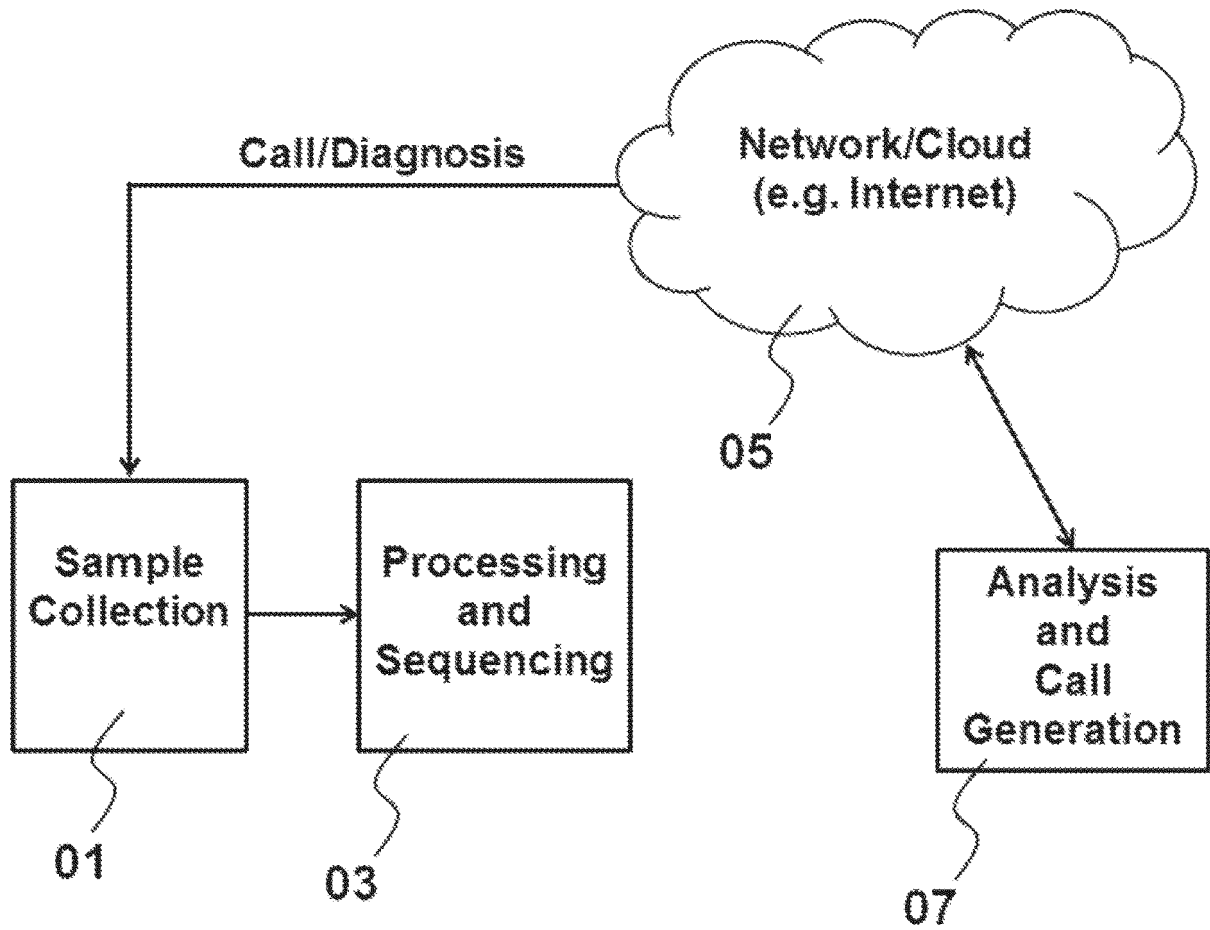 Network/Cloud
(e.g. Internet)
Call/Diagnosis
05
Sample
Collection
Processing
and
Sequencing
Analysis
and
Call
Generation
01
03
07